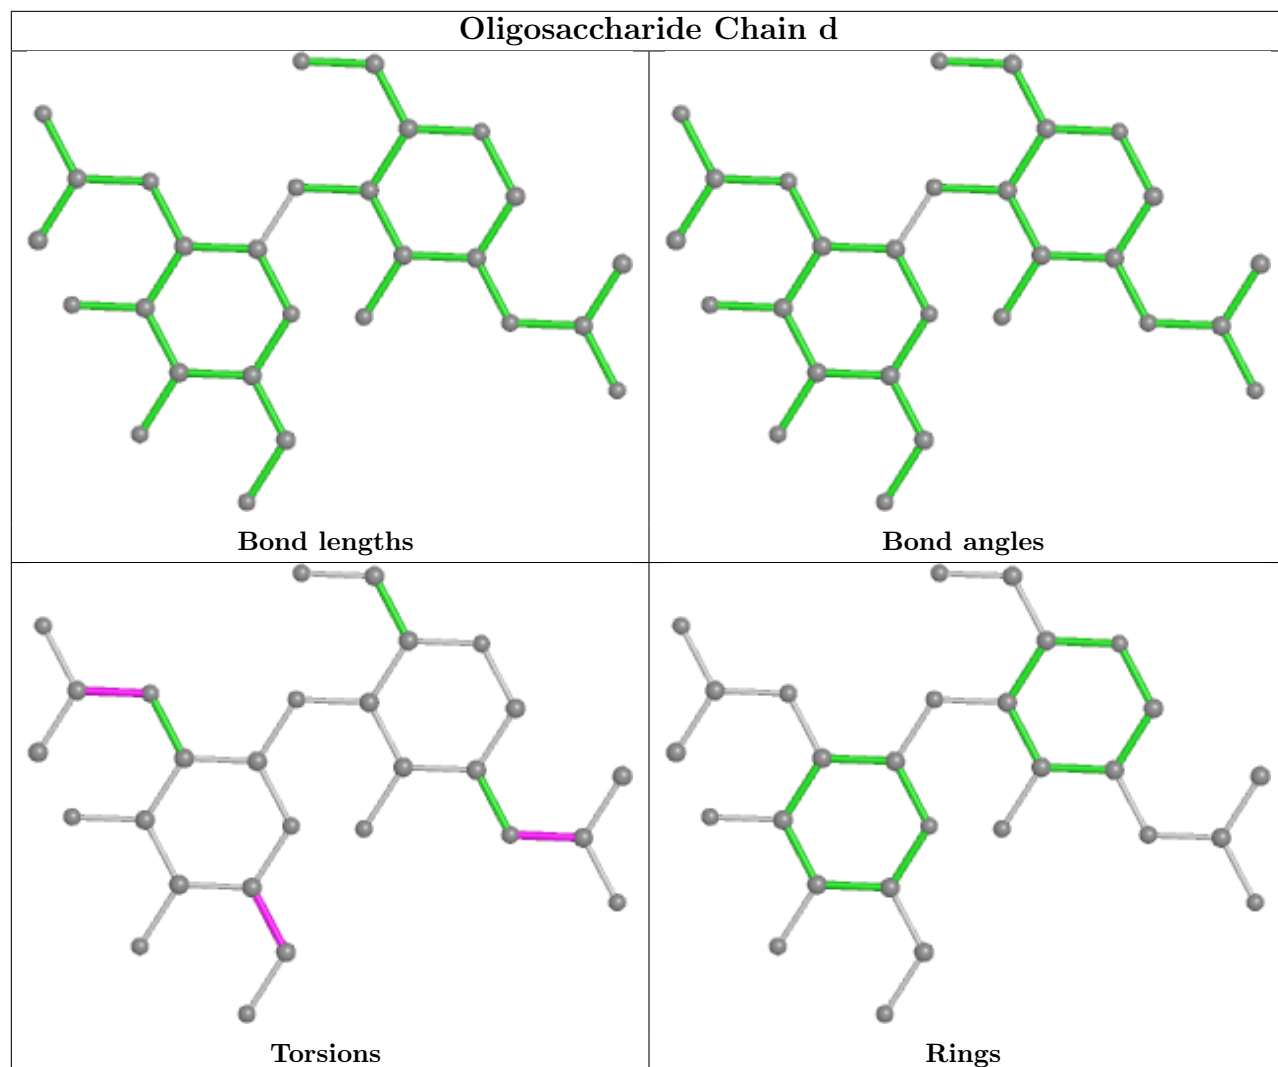 Oligosaccharide Chain d
Bond lengths
Bond angles
Torsions
Rings